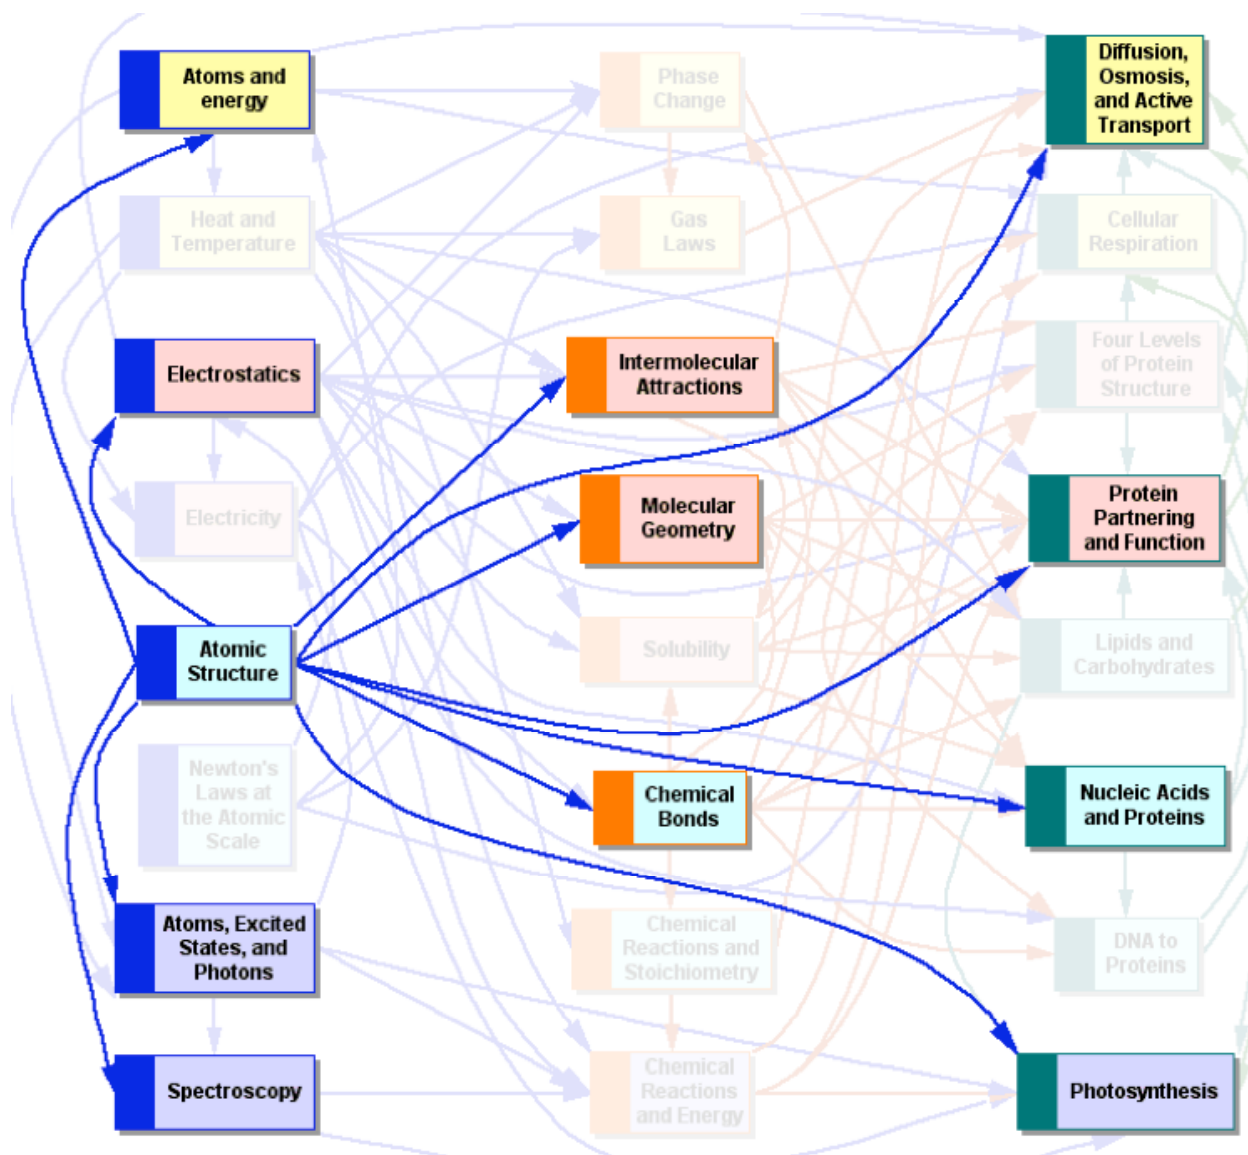 Atoms and
energy
Phase
Change
Diffusion,
Osmosis,
and Active
Transport
Heat and
Temperature
Gas
Laws
Cellular
Respiration
Electrostatics
Intermolecular
Attractions
Four Levels
of Protein
Structure
Electricity
Molecular
Geometry
Protein
Partnering
and Function
Atomic
Structure
Solubility
Lipids and
Carbohydrates
Newton's
Laws at
the Atomic
Scale
Chemical
Bonds
Nucleic Acids
and Proteins
Atoms, Excited
States, and
Photons
Chemical
Reactions and
Stoichiometry
DNA to
Proteins
Spectroscopy
Chemical
Reactions
and Energy
Photosynthesis